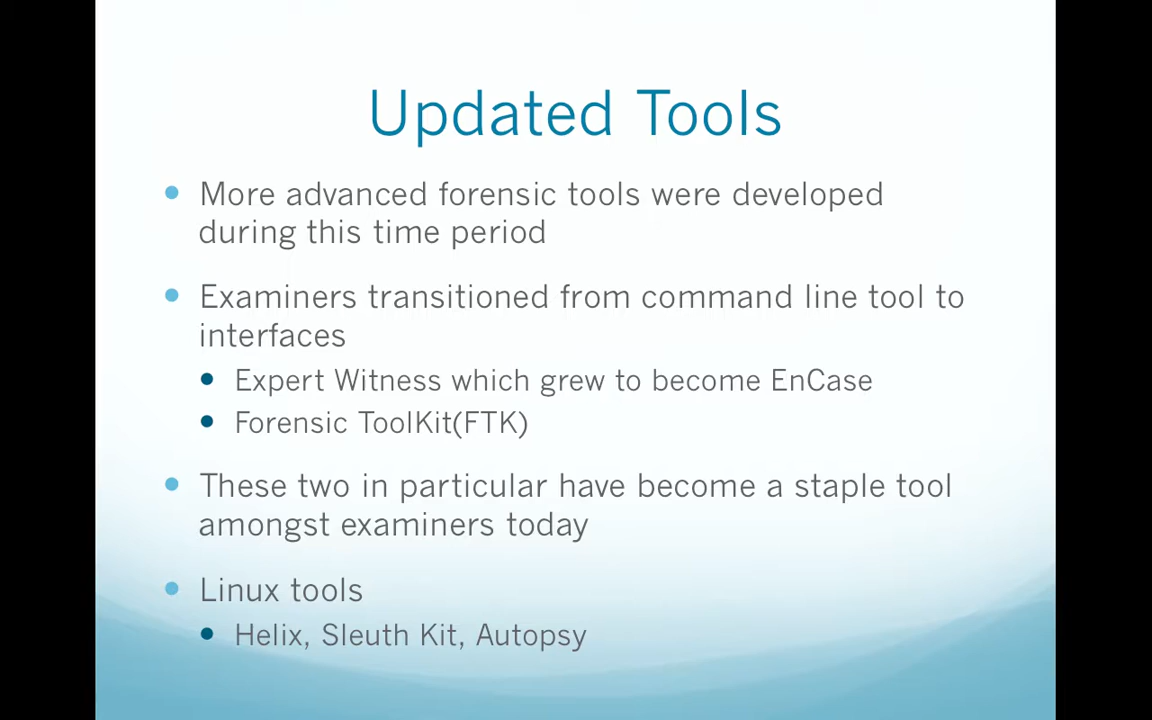 Updated Tools
• More advanced forensic tools were developed
during this time period
• Examiners transitioned from command line tool to
interfaces
• Expert Witness which grew to become EnCase
• Forensic ToolKit(FTK)
• These two in particular have become a staple tool
amongst examiners today
• Linux tools
• Helix, Sleuth Kit, Autopsy